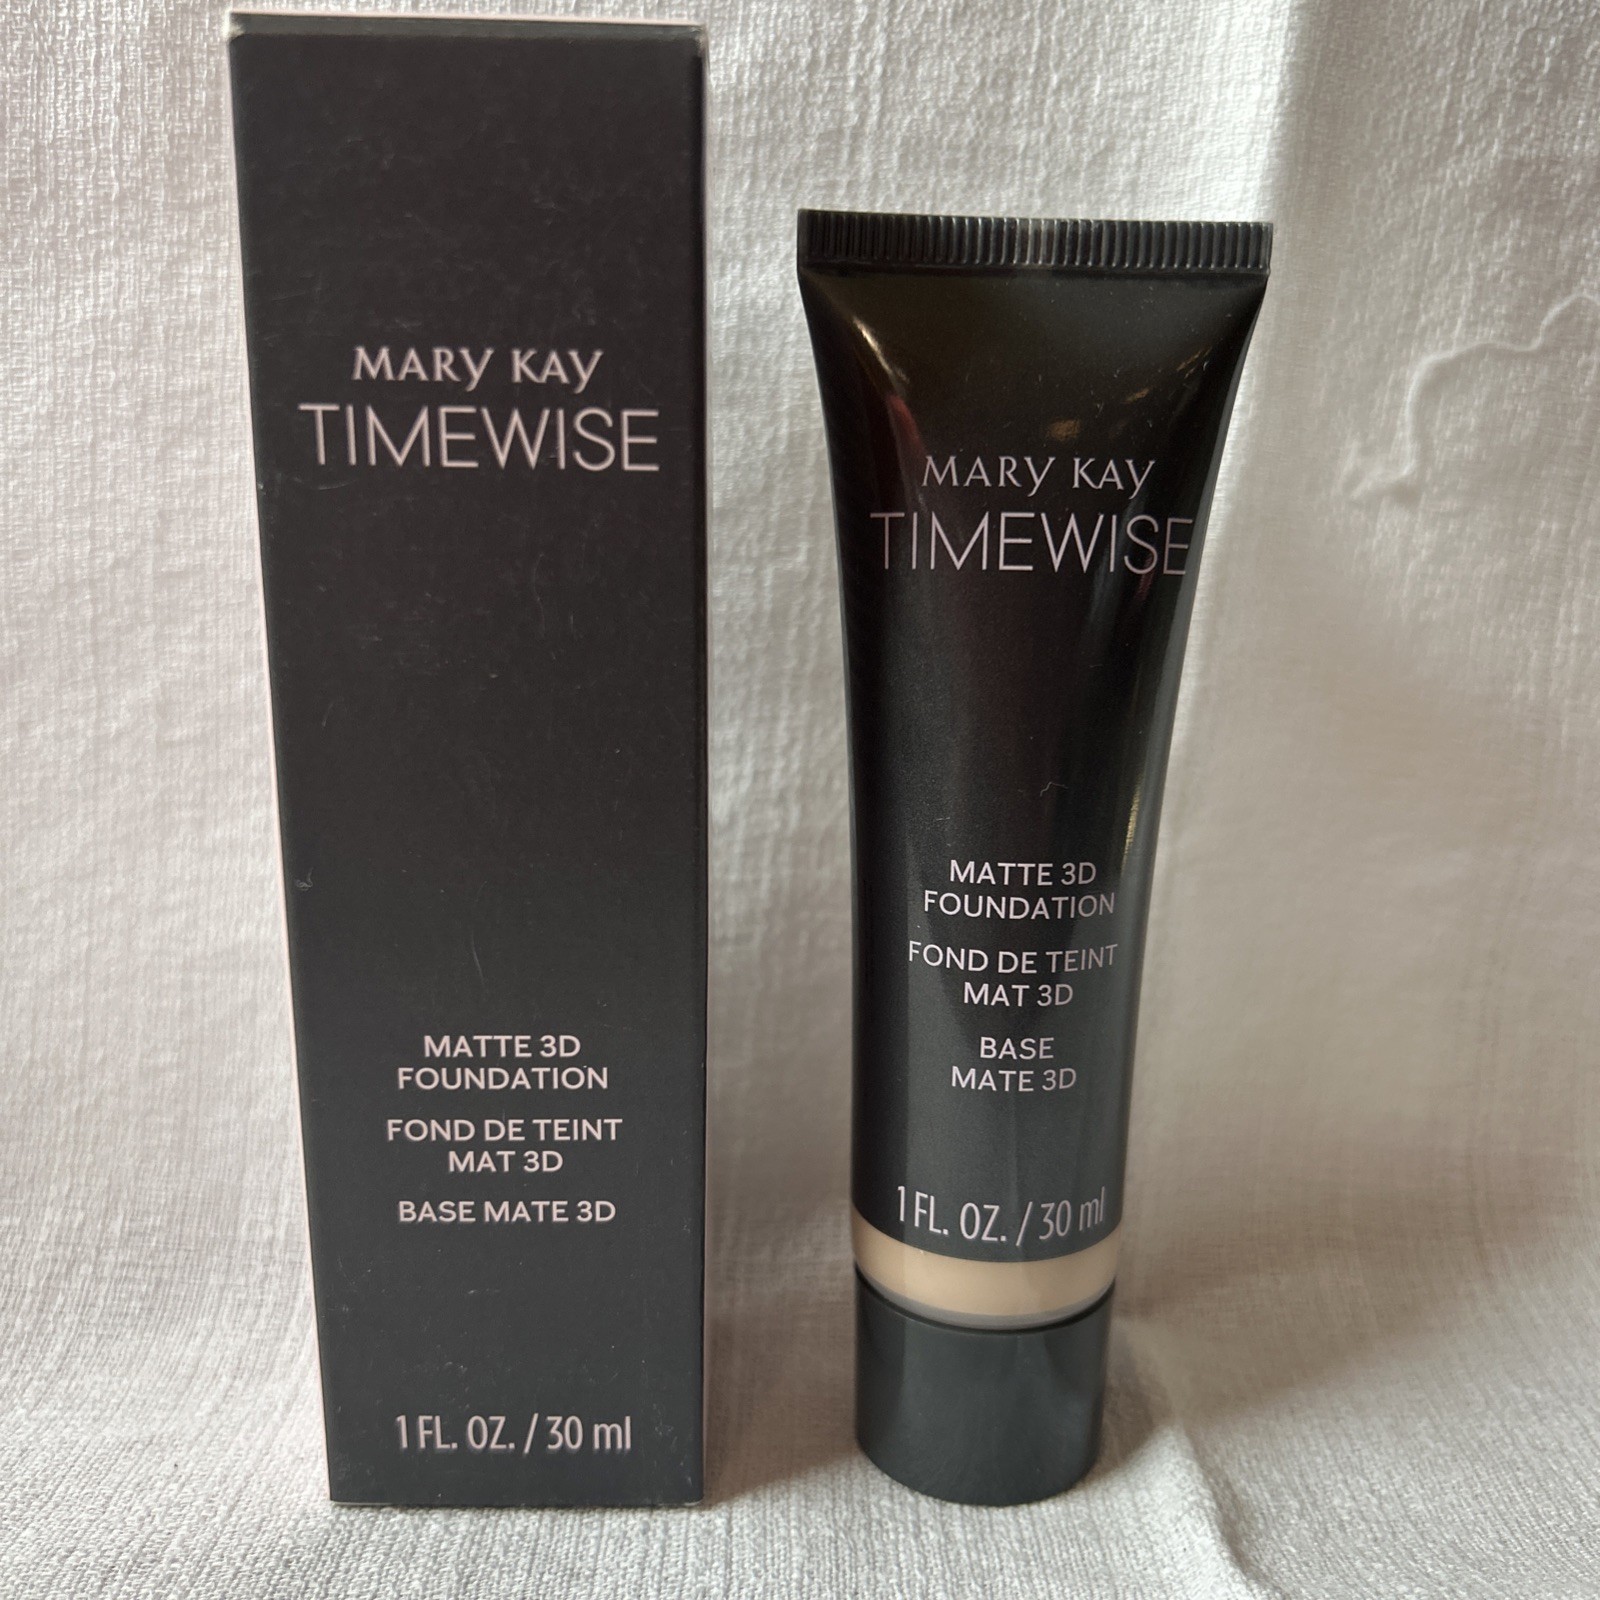 MARY KAY
TIMEWISE
MATTE 3D
FOUNDATION
FOND DE TEINT
MAT 3D
BASE MATE 3D
1 FL. OZ. / 30 ml
MARY KAY
TIMEWISE
MATTE 3D
FOUNDATION
FOND DE TEINT
MAT 3D
BASE
MATE 3D
1 FL. OZ. / 30 ml